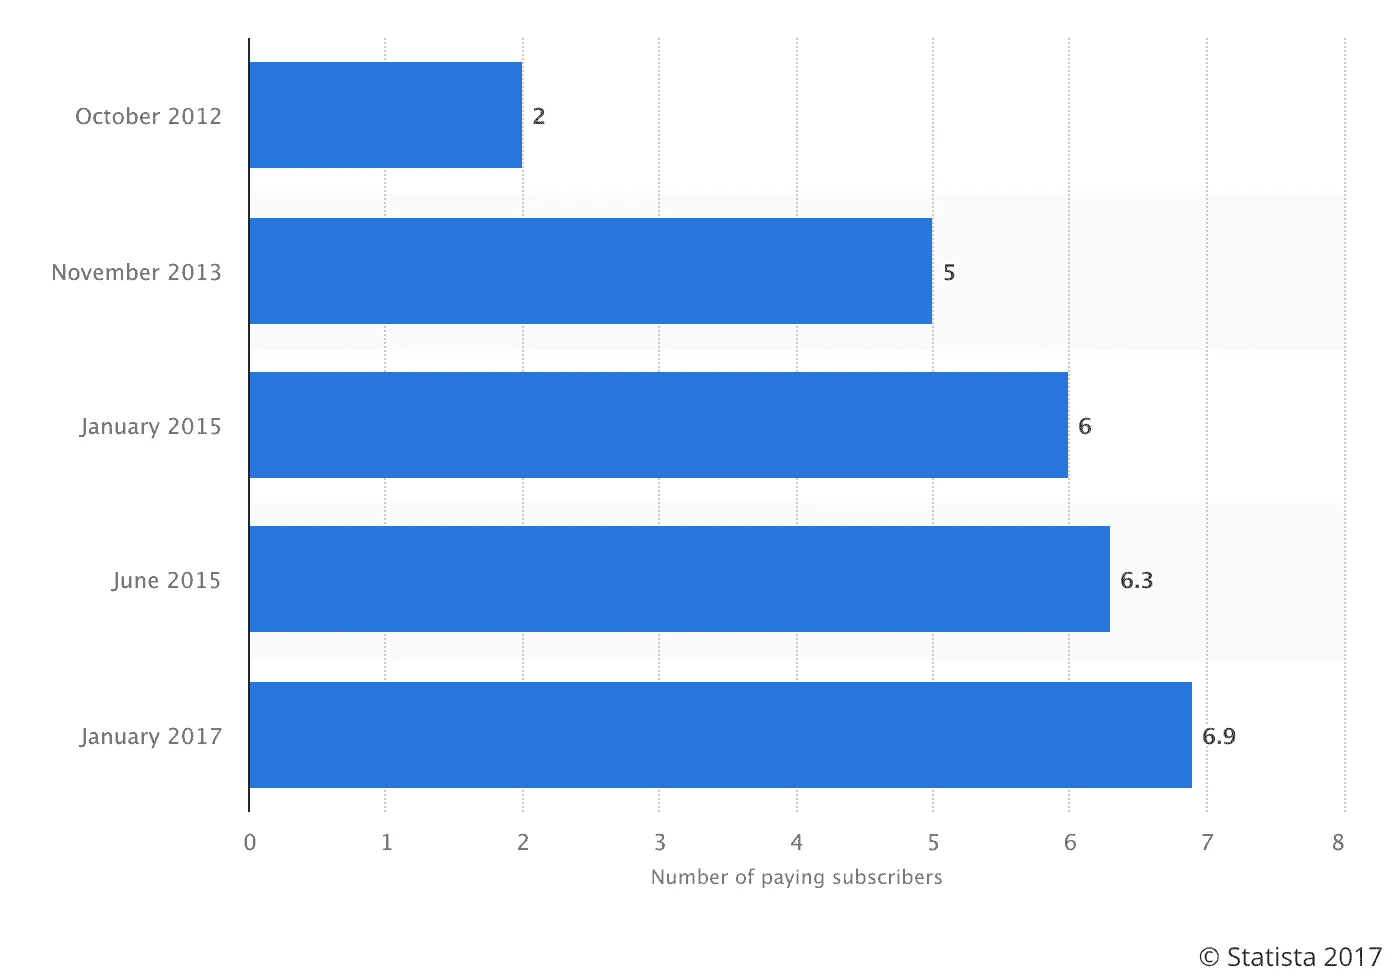 October 2012 2
November 2013 5
January 2015 6
June 2015 6.3
January 2017 6.9
0 1 2 3 4 5 6 7 8
Number of paying subscribers
© Statista 2017